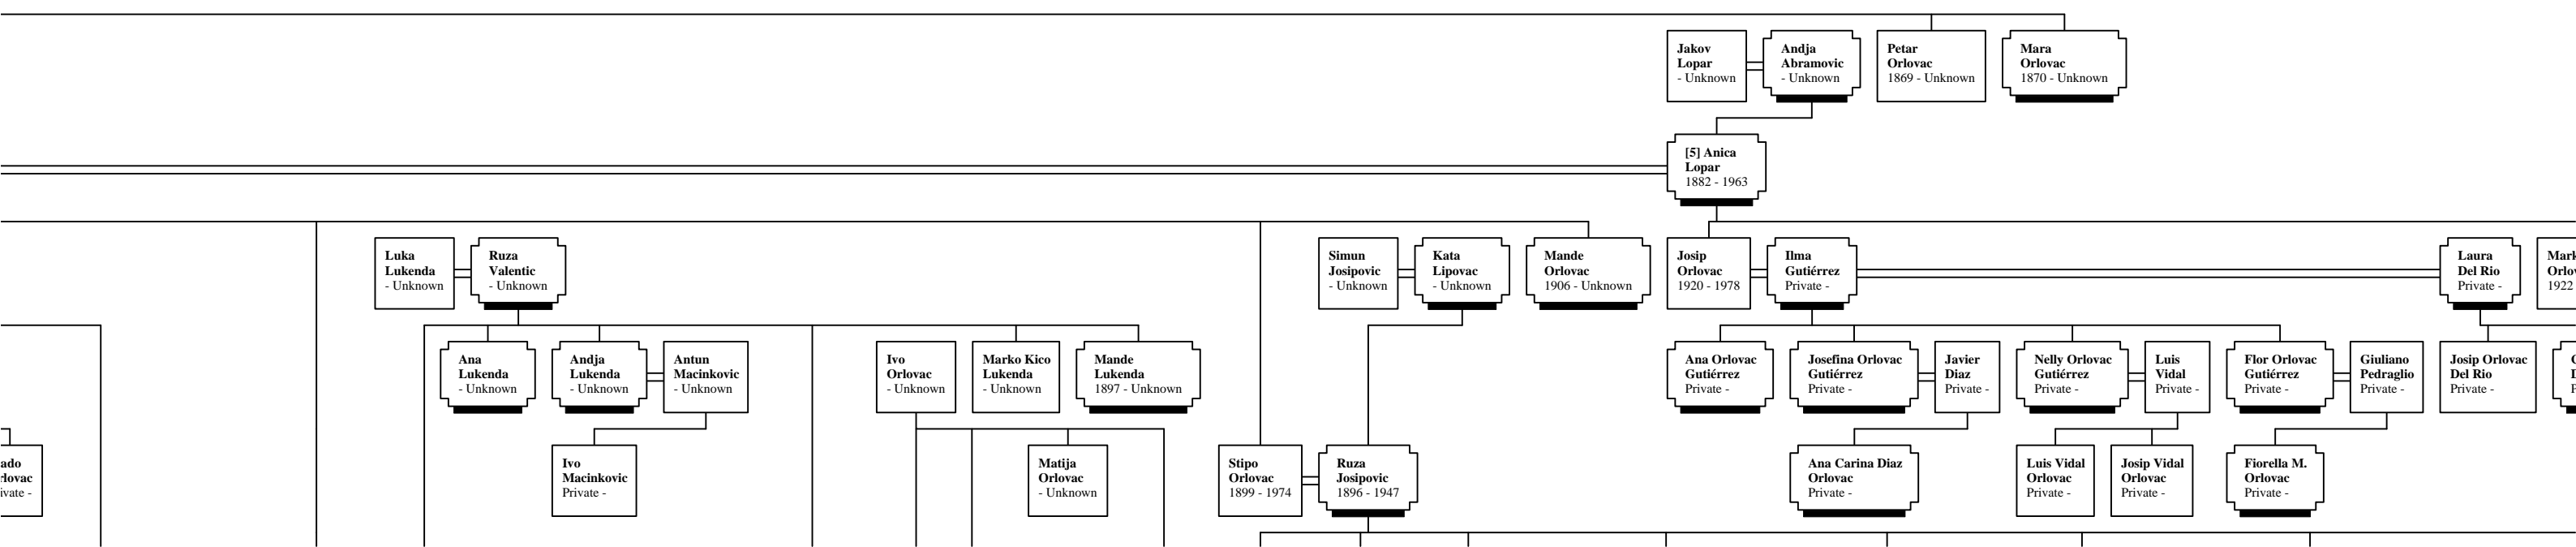 Jakov
Lopar
- Unknown
Andja
Abramovic
- Unknown
Petar
Orlovac
1869 - Unknown
Mara
Orlovac
1870 - Unknown
[5] Anica
Lopar
1882 - 1963
Luka
Lukenda
- Unknown
Ruza
Valentic
- Unknown
Simun
Josipovic
- Unknown
Kata
Lipovac
- Unknown
Mande
Orlovac
1906 - Unknown
Josip
Orlovac
1920 - 1978
Ilma
Gutiérrez
Private -
Laura
Del Rio
Private -
1922
Ana
Lukenda
- Unknown
Andja
Lukenda
- Unknown
Antun
Macinkovic
- Unknown
Ivo
Orlovac
- Unknown
Marko Kico
Lukenda
- Unknown
Mande
Lukenda
1897 - Unknown
Ana Orlovac
Gutiérrez
Private -
Josefina Orlovac
Gutiérrez
Private -
Javier
Diaz
Private -
Nelly Orlovac
Gutiérrez
Private -
Luis
Vidal
Private -
Flor Orlovac
Gutiérrez
Private -
Giuliano
Pedraglio
Private -
Josip Orlovac
Del Rio
Private -
Ivo
Macinkovic
Private -
Matija
Orlovac
- Unknown
Stipo
Orlovac
1899 - 1974
Ruza
Josipovic
1896 - 1947
Ana Carina Diaz
Orlovac
Private -
Luis Vidal
Orlovac
Private -
Josip Vidal
Orlovac
Private -
Fiorella M.
Orlovac
Private -